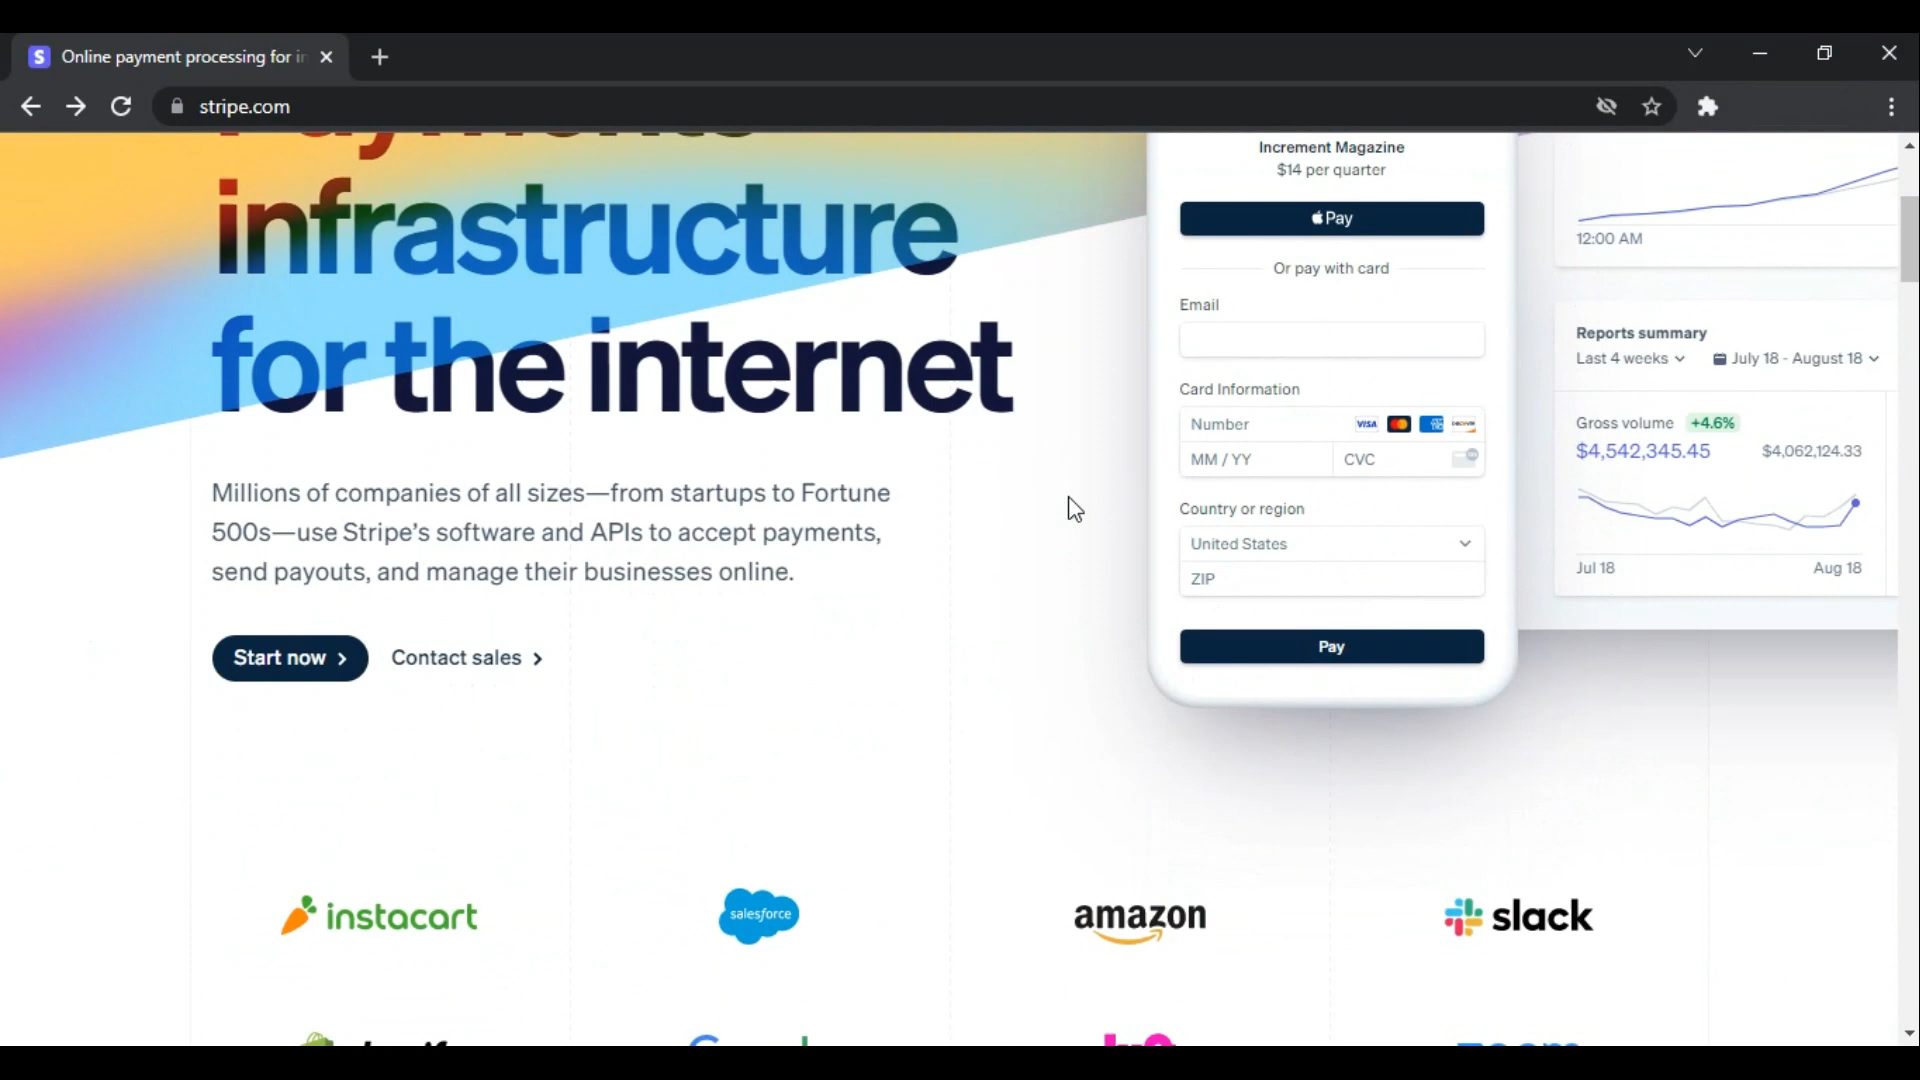 Online payment processing for in
stripe.com
Payments
infrastructure
for the internet
Millions of companies of all sizes—from startups to Fortune
500s—use Stripe’s software and APIs to accept payments,
send payouts, and manage their businesses online.
Start now
Contact sales
Increment Magazine
$14 per quarter
Pay
Or pay with card
Email
Card Information
Number VISA
MM / YY CVC
Country or region
United States
ZIP
Pay
12:00 AM
Reports summary
Last 4 weeks July 18 - August 18
Gross volume +4.6%
$4,542,345.45 $4,062,124.33
Jul 18 Aug 18
instacart
salesforce
amazon
slack